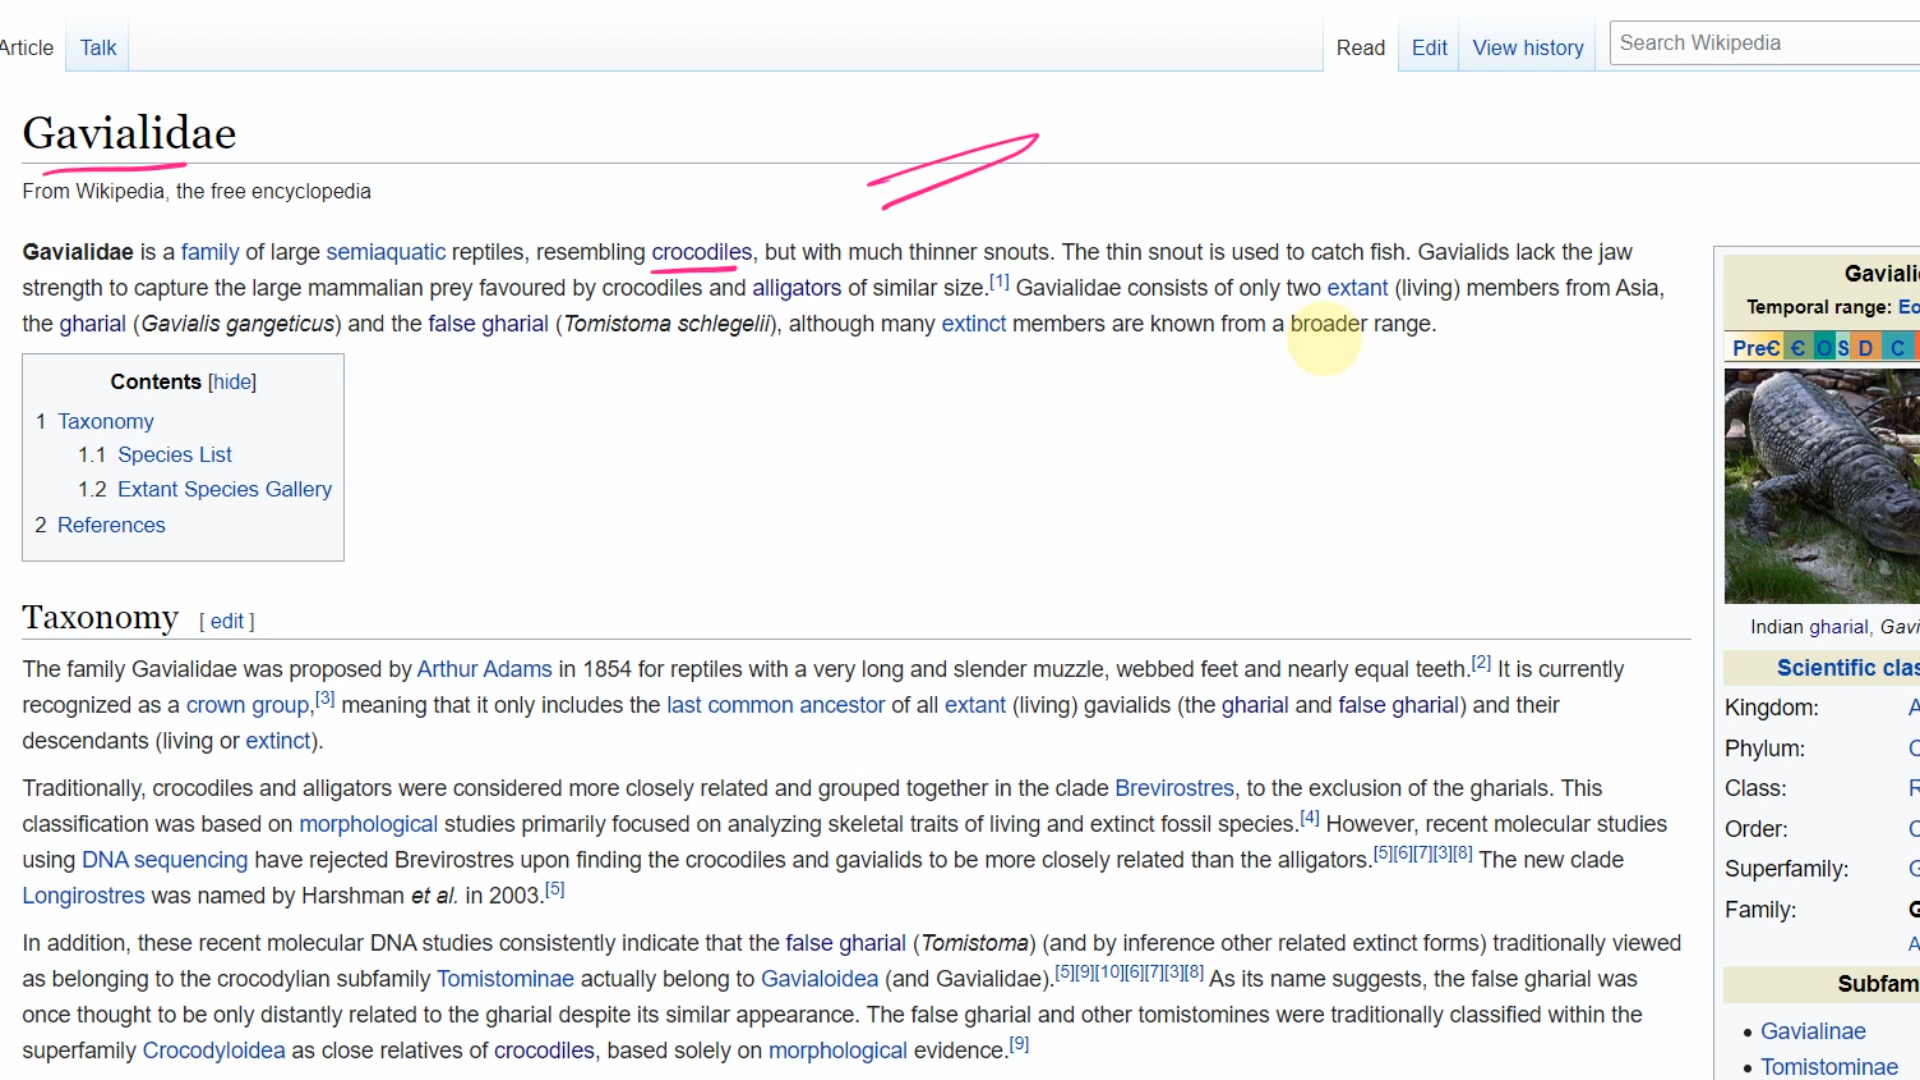 Article Talk Read Edit View history Search Wikipedia
Gavialidae
From Wikipedia, the free encyclopedia
Gavialidae is a family of large semiaquatic reptiles, resembling crocodiles, but with much thinner snouts. The thin snout is used to catch fish. Gavialids lack the jaw
strength to capture the large mammalian prey favoured by crocodiles and alligators of similar size.[1] Gavialidae consists of only two extant (living) members from Asia,
the gharial (Gavialis gangeticus) and the false gharial (Tomistoma schlegelii), although many extinct members are known from a broader range.
Contents [hide]
1 Taxonomy
1.1 Species List
1.2 Extant Species Gallery
2 References
Taxonomy [ edit ]
The family Gavialidae was proposed by Arthur Adams in 1854 for reptiles with a very long and slender muzzle, webbed feet and nearly equal teeth.[2] It is currently
recognized as a crown group,[3] meaning that it only includes the last common ancestor of all extant (living) gavialids (the gharial and false gharial) and their
descendants (living or extinct).
Traditionally, crocodiles and alligators were considered more closely related and grouped together in the clade Brevirostres, to the exclusion of the gharials. This
classification was based on morphological studies primarily focused on analyzing skeletal traits of living and extinct fossil species.[4] However, recent molecular studies
using DNA sequencing have rejected Brevirostres upon finding the crocodiles and gavialids to be more closely related than the alligators.[5][6][7][3][8] The new clade
Longirostres was named by Harshman et al. in 2003.[5]
In addition, these recent molecular DNA studies consistently indicate that the false gharial (Tomistoma) (and by inference other related extinct forms) traditionally viewed
as belonging to the crocodylian subfamily Tomistominae actually belong to Gavialoidea (and Gavialidae).[5][9][10][6][7][3][8] As its name suggests, the false gharial was
once thought to be only distantly related to the gharial despite its similar appearance. The false gharial and other tomistomines were traditionally classified within the
superfamily Crocodyloidea as close relatives of crocodiles, based solely on morphological evidence.[9]
Gaviali
Temporal range: Eo
PreꞒ Ꞓ O S D C
Indian gharial, Gavi
Scientific clas
Kingdom: A
Phylum: C
Class: R
Order: C
Superfamily: G
Family: G
A
Subfam
• Gavialinae
• Tomistominae